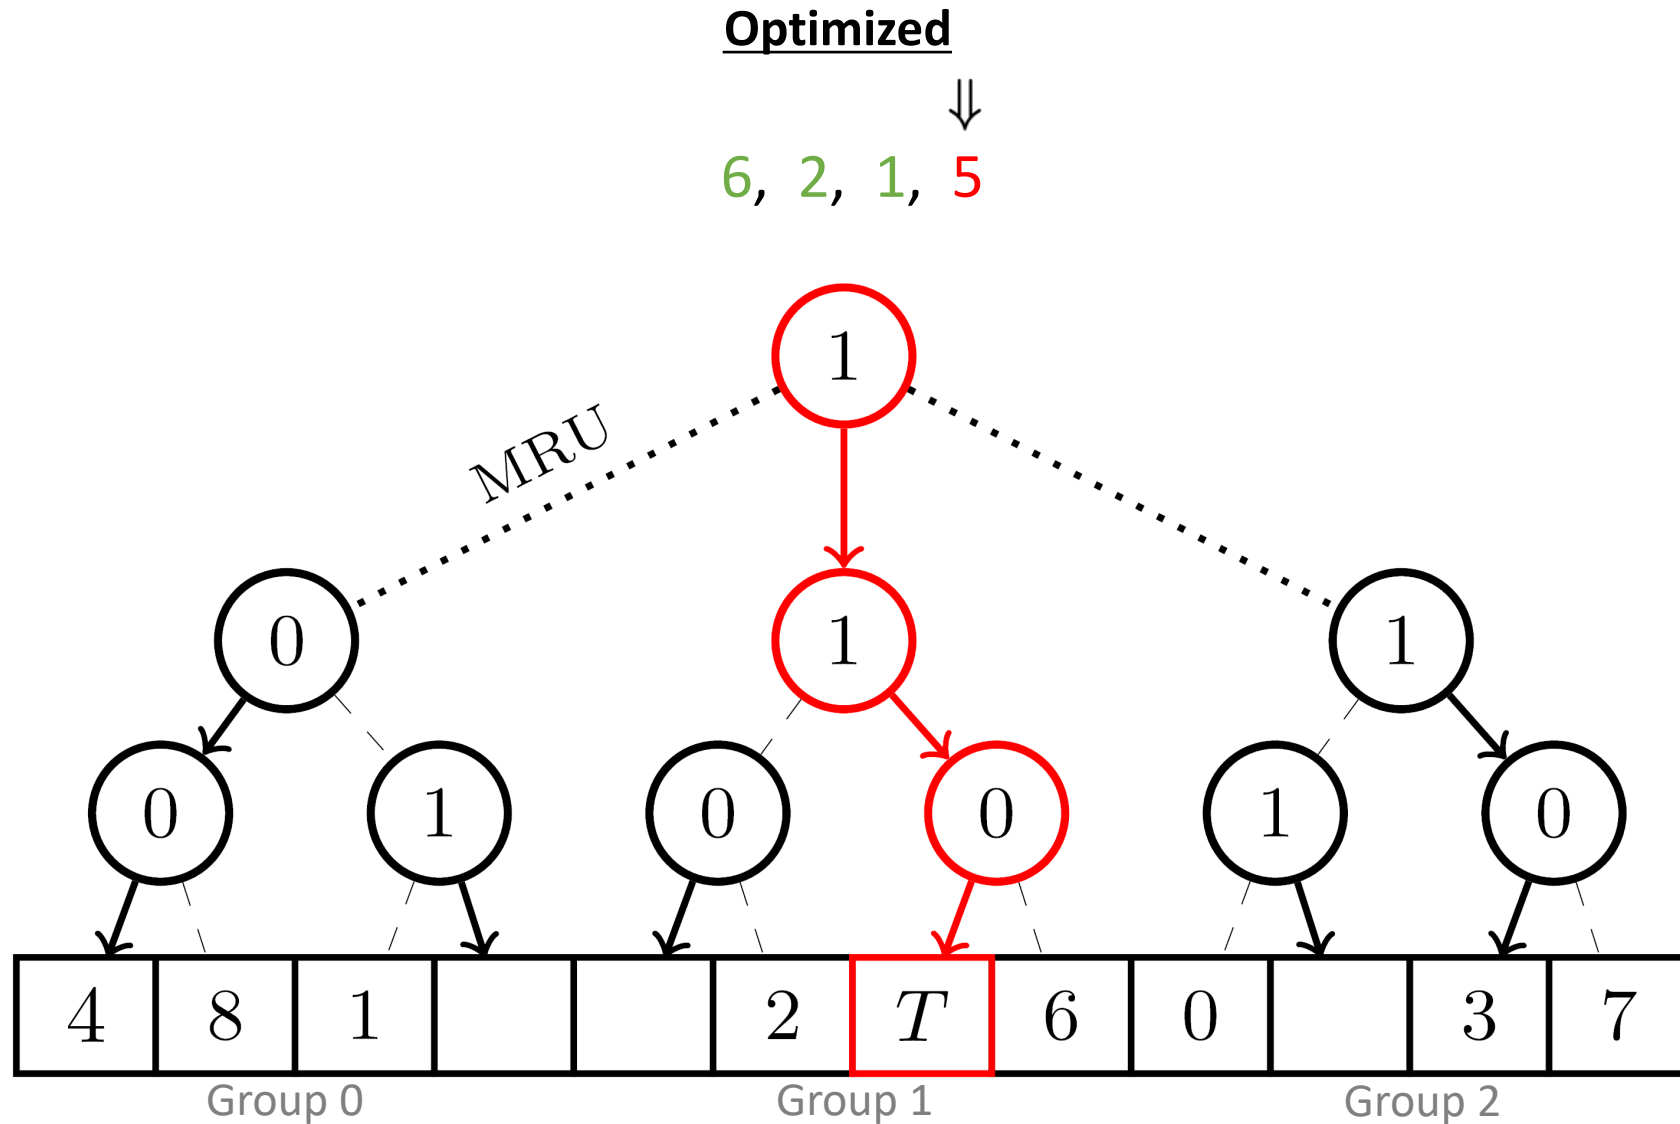 Optimized
⇓
6, 2, 1, 5
1
MRU
0 1 1
0 1 0 0 1 0
4 8 1 2 T 6 0 3 7
Group 0 Group 1 Group 2